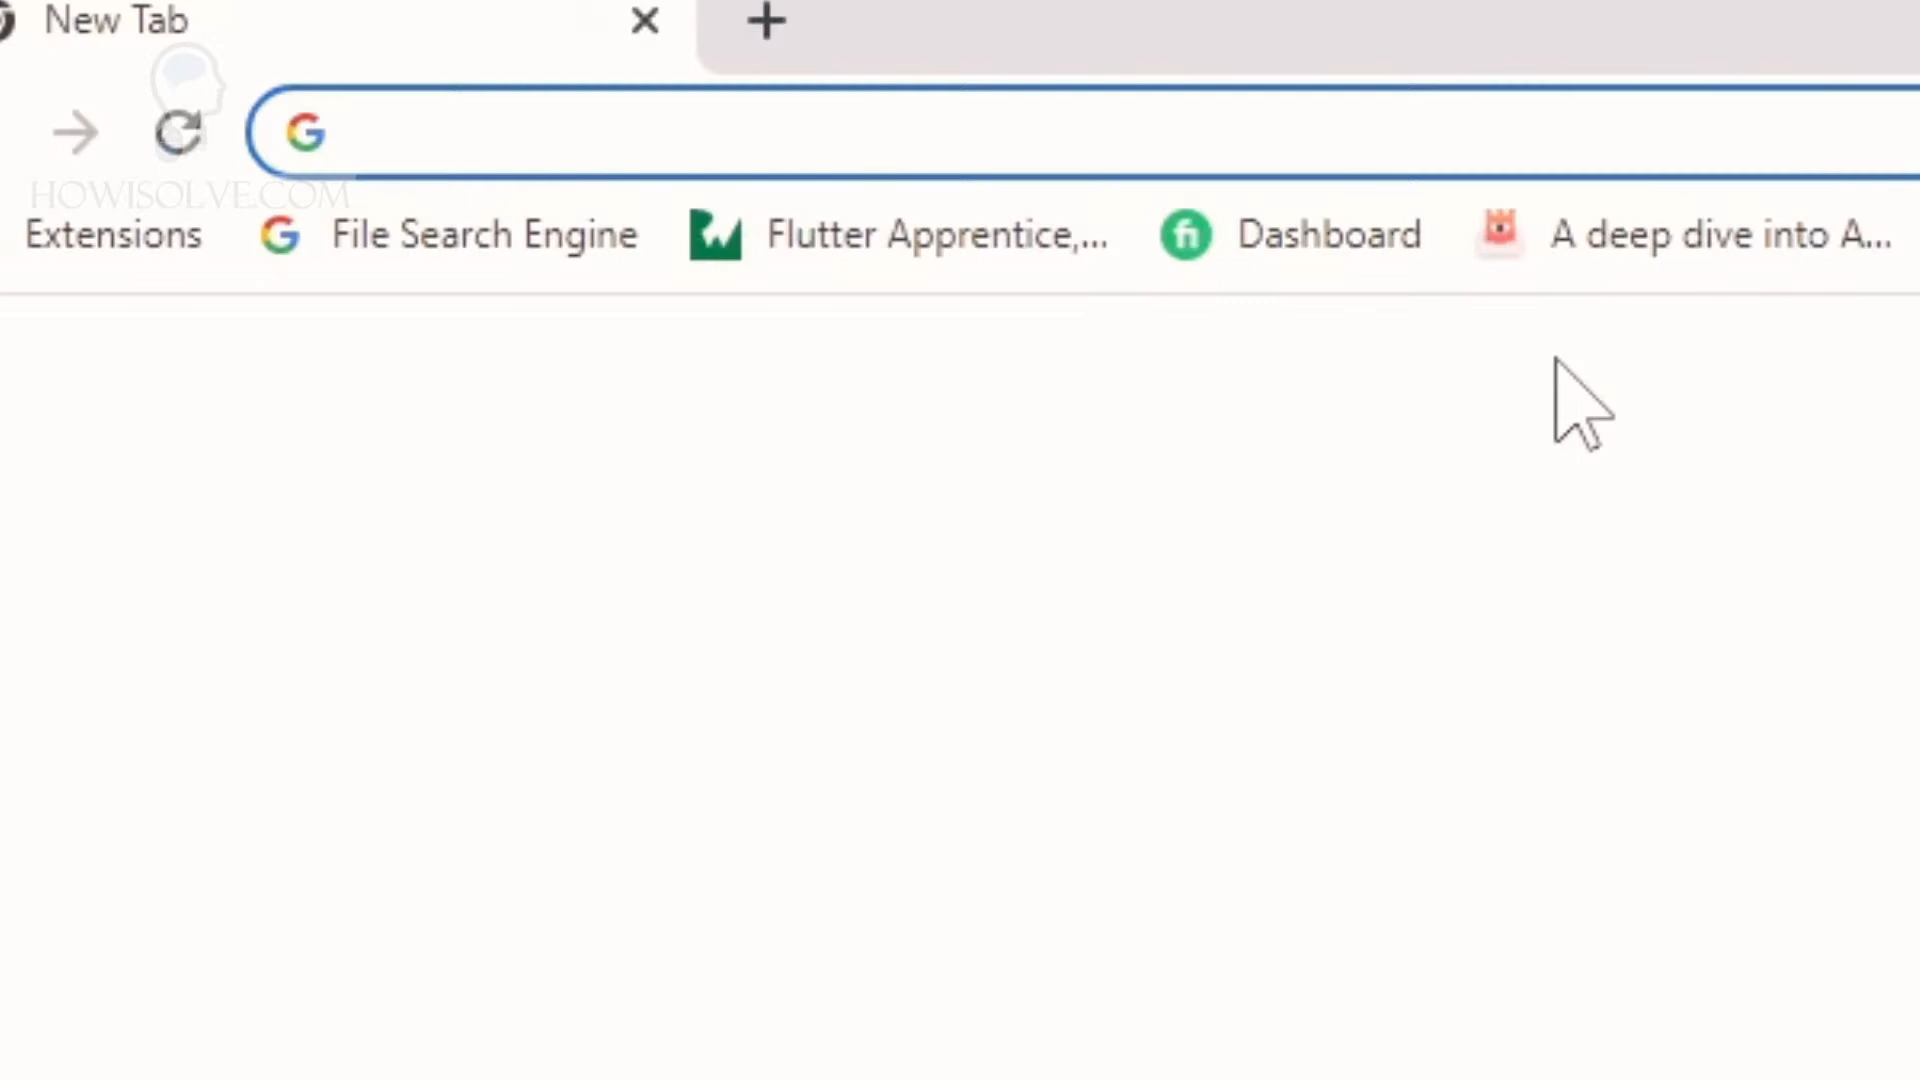 New Tab
HOWISOLVE.COM
Extensions File Search Engine Flutter Apprentice,... Dashboard A deep dive into A...